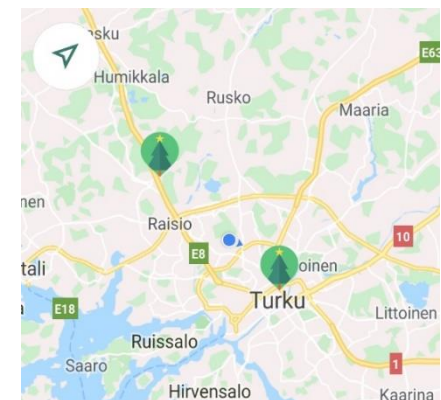 sku
E63
Humikkala
Rusko
Maaria
nen
Raisio
10
E8
oinen
tali
E18
Turku
Littoinen
Ruissalo
Saaro
1
Hirvensalo
Kaarina